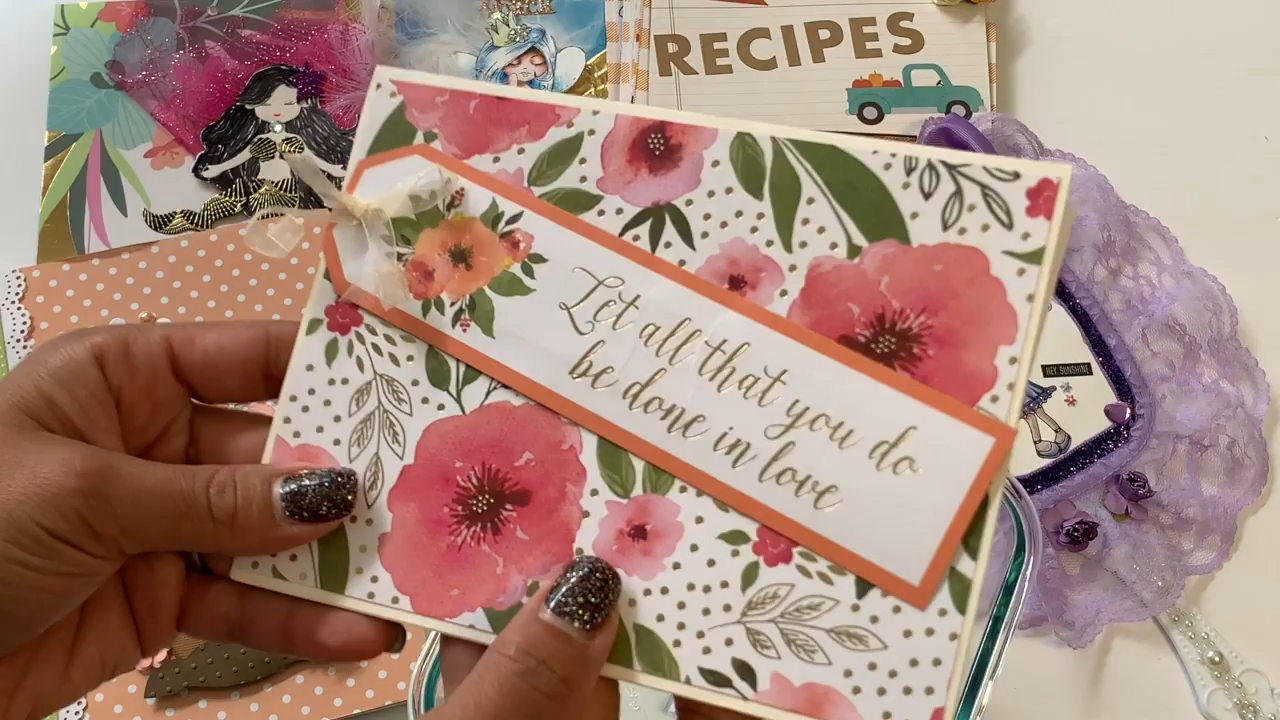 RECIPES
HEY, SUNSHINE
Let all that you do
be done in love